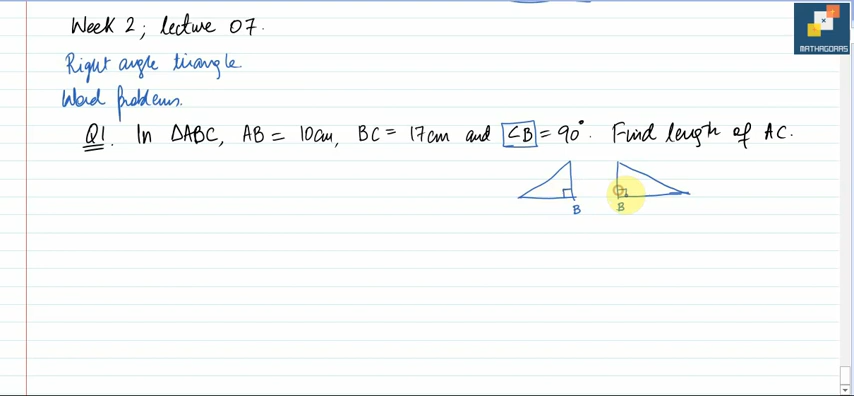 Week 2; lecture 07.
MATHAGORAS
Right angle triangle.
Word problems.
Q1. In ΔABC, AB = 10cm, BC = 17cm and ∠B = 90°. Find length of AC.
B B